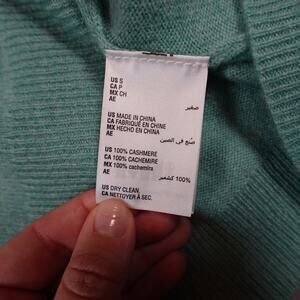 US S
CA P
MX CH
AE
صغير
US MADE IN CHINA
CA FABRIQUÉ EN CHINE
MX HECHO EN CHINA
AE
صنع في الصين
US 100% CASHMERE
CA 100% CACHEMIRE
MX 100% cachemira
AE
100% كشمير
US DRY CLEAN.
CA NETTOYER À SEC.